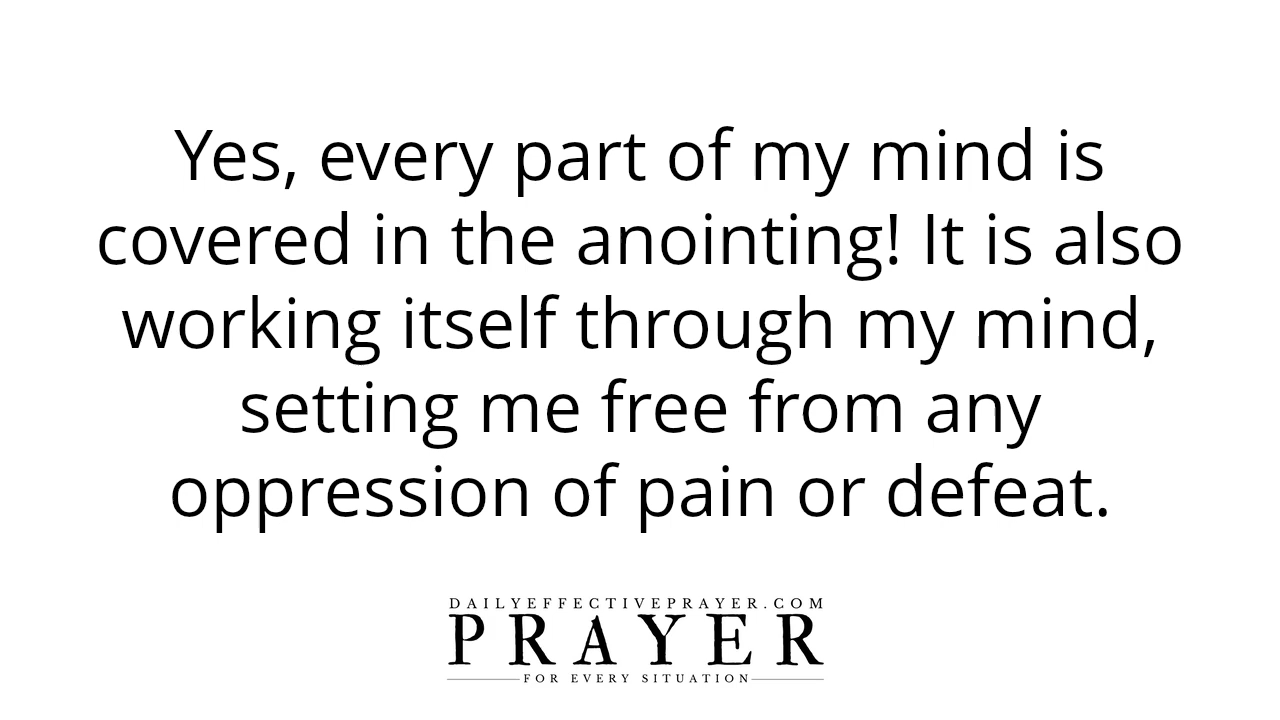 Yes, every part of my mind is
covered in the anointing! It is also
working itself through my mind,
setting me free from any
oppression of pain or defeat.
DAILYEFFECTIVEPRAYER.COM
PRAYER
FOR EVERY SITUATION